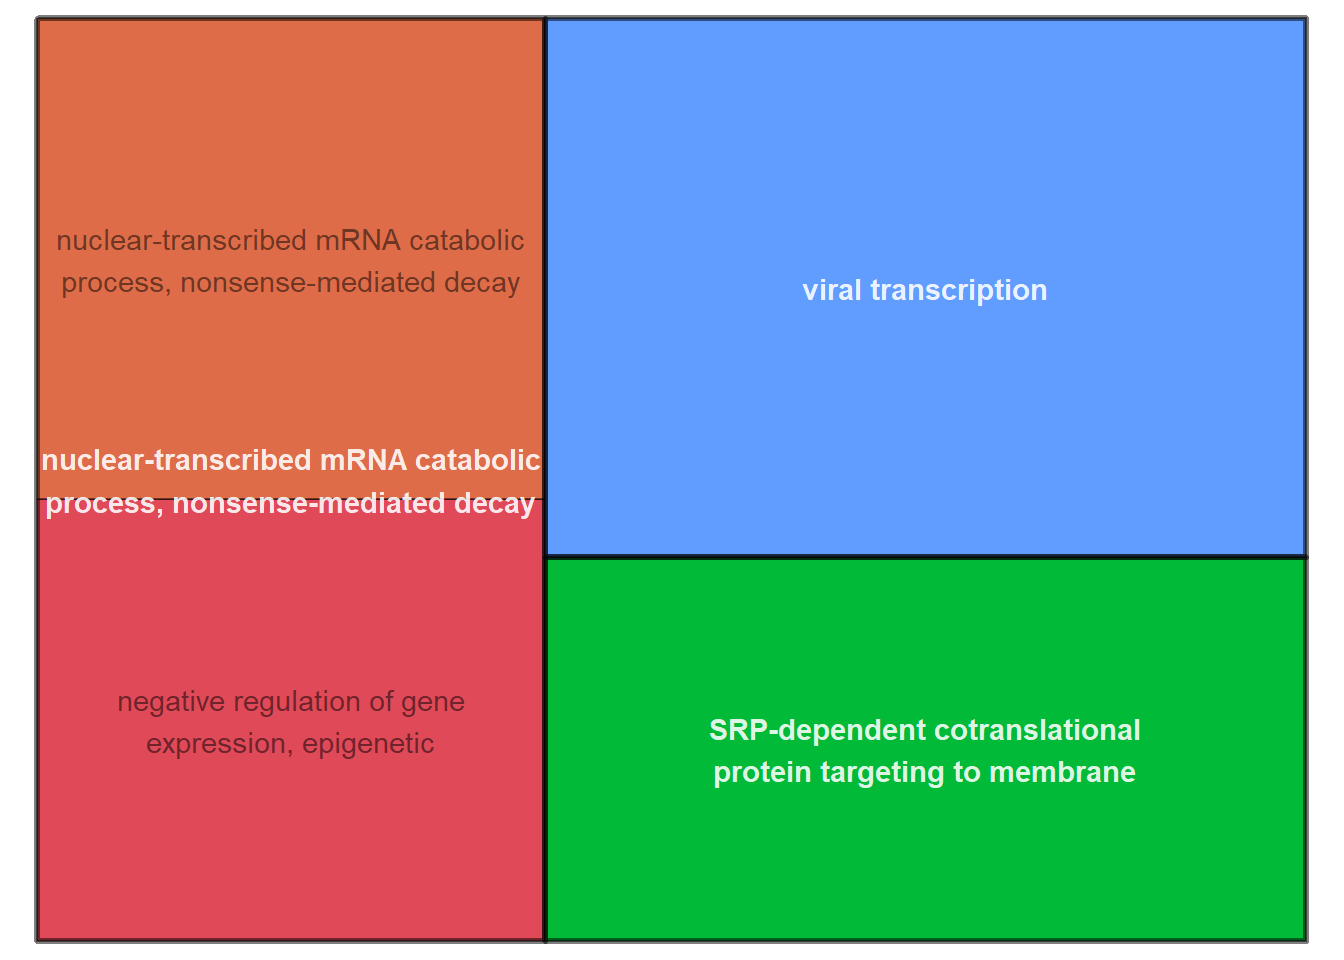 nuclear-transcribed mRNA catabolic
process, nonsense-mediated decay
viral transcription
nuclear-transcribed mRNA catabolic
process, nonsense-mediated decay
negative regulation of gene
expression, epigenetic
SRP-dependent cotranslational
protein targeting to membrane